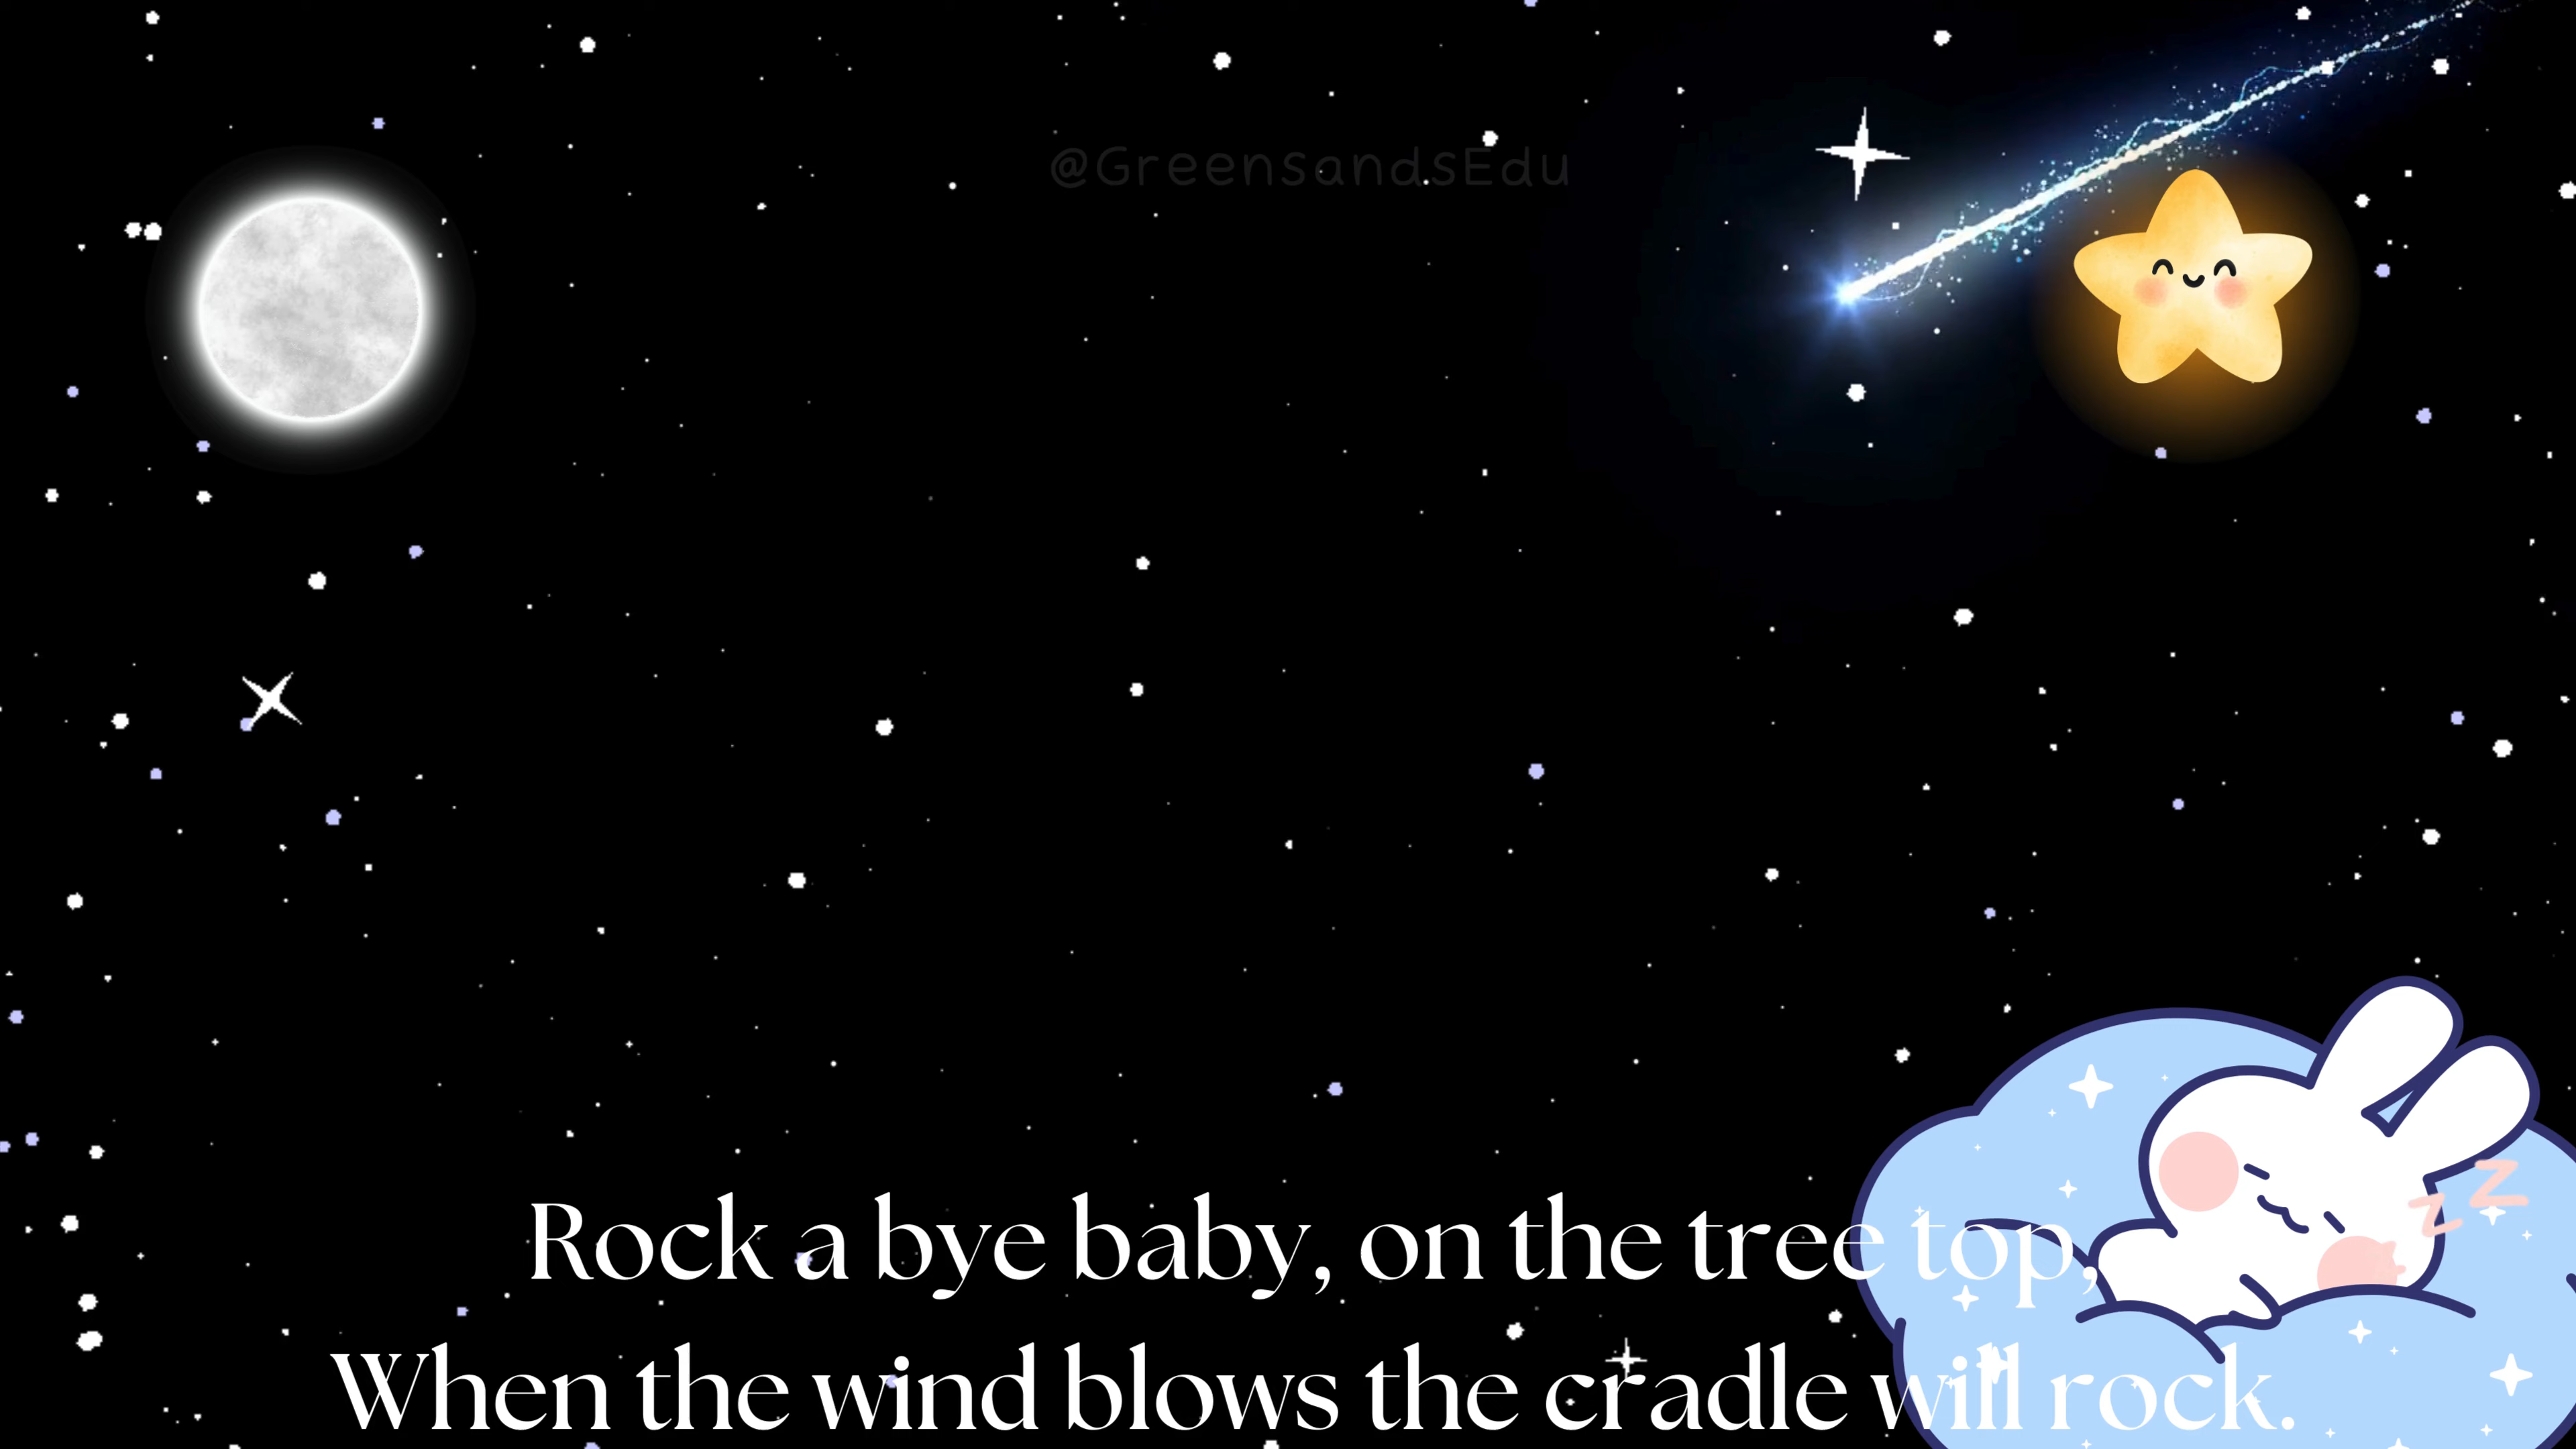 @GreensandsEdu
z z
Rock a bye baby, on the tree top,
When the wind blows the cradle will rock.